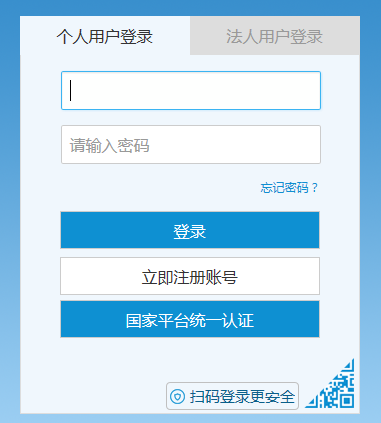 个人用户登录 法人用户登录
请输入密码
忘记密码？
登录
立即注册账号
国家平台统一认证
扫码登录更安全